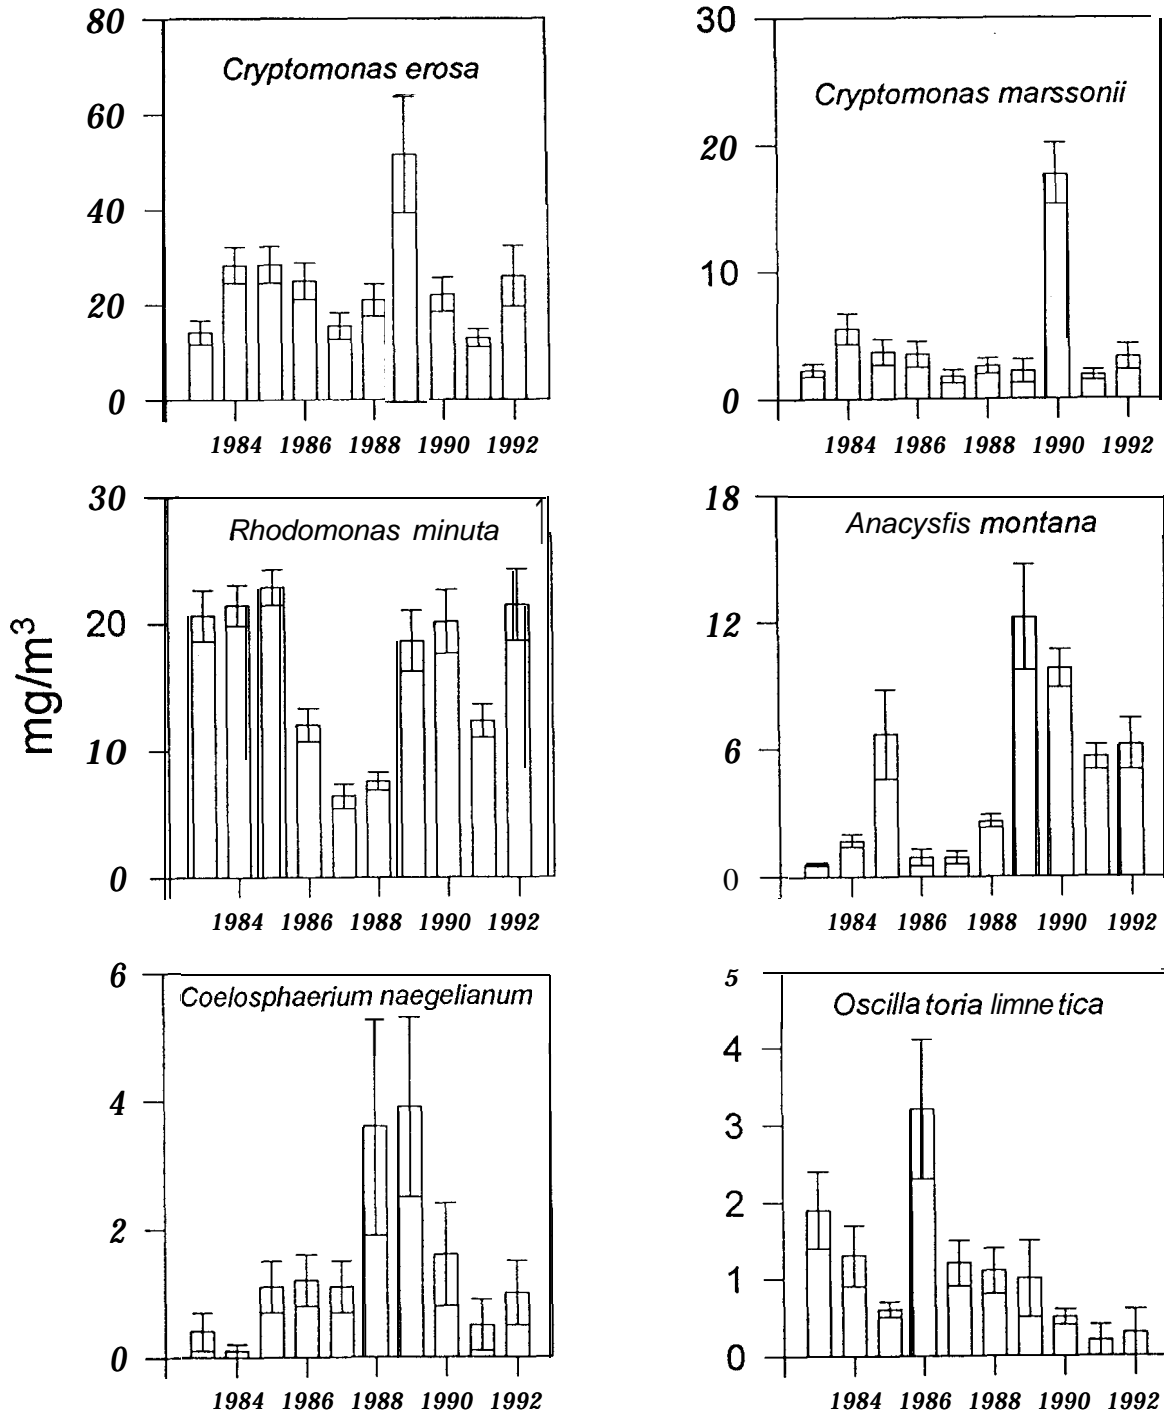 80
Cryptomonas erosa
60
40
20
0
1984 1986 1988 1990 1992
30
Cryptomonas marssonii
20
10
0
1984 1986 1988 1990 1992
mg/m³
30
Rhodomonas minuta
20
10
0
1984 1986 1988 1990 1992
18
Anacysfis montana
12
6
0
1984 1986 1988 1990 1992
6
Coelosphaerium naegelianum
4
2
0
1984 1986 1988 1990 1992
5
Oscilla toria limne tica
4
3
2
1
0
1984 1986 1988 1990 1992